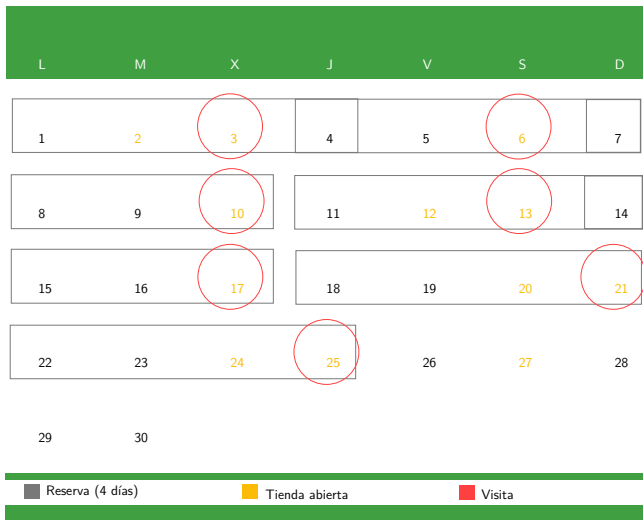 L M X J V S D
1 2 3 4 5 6 7
8 9 10 11 12 13 14
15 16 17 18 19 20 21
22 23 24 25 26 27 28
29 30
Reserva (4 días) Tienda abierta Visita